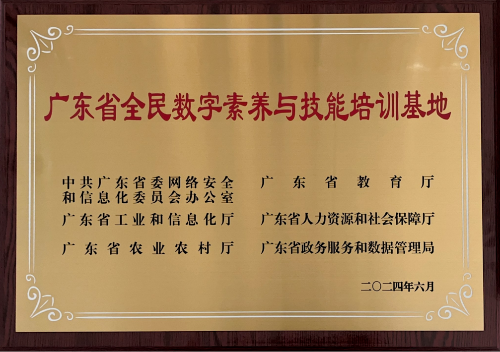 广东省全民数字素养与技能培训基地
中共广东省委网络安全和信息化委员会办公室
广东省教育厅
广东省工业和信息化厅
广东省人力资源和社会保障厅
广东省农业农村厅
广东省政务服务和数据管理局
二〇二四年六月